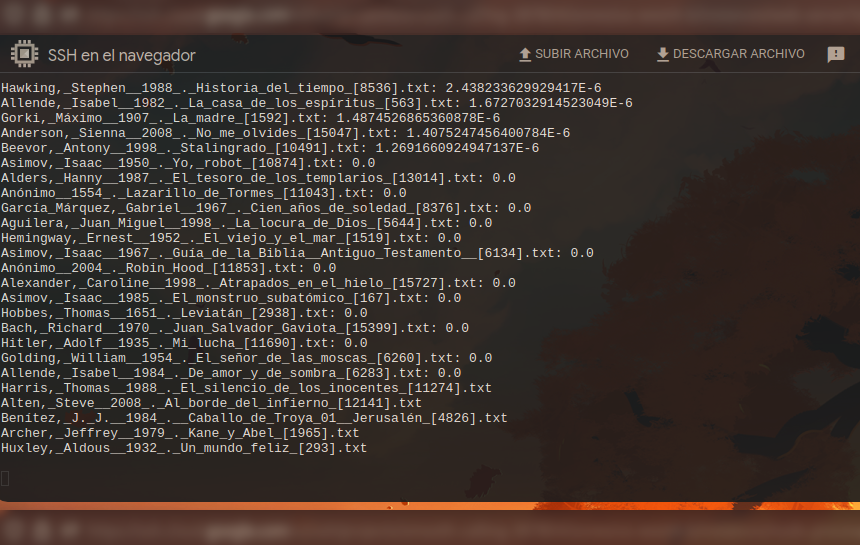 SSH en el navegador
SUBIR ARCHIVO
DESCARGAR ARCHIVO
Hawking,_Stephen__1988_._Historia_del_tiempo_[8536].txt: 2.438233629929417E-6
Allende,_Isabel__1982_._La_casa_de_los_espíritus_[563].txt: 1.6727032914523049E-6
Gorki,_Máximo__1907_._La_madre_[1592].txt: 1.4874526865360878E-6
Anderson,_Sienna__2008_._No_me_olvides_[15047].txt: 1.4075247456400784E-6
Beevor,_Antony__1998_._Stalingrado_[10491].txt: 1.2691660924947137E-6
Asimov,_Isaac__1950_._Yo,_robot_[10874].txt: 0.0
Alders,_Hanny__1987_._El_tesoro_de_los_templarios_[13014].txt: 0.0
Anónimo__1554_._Lazarillo_de_Tormes_[11043].txt: 0.0
García_Márquez,_Gabriel__1967_._Cien_años_de_soledad_[8376].txt: 0.0
Aguilera,_Juan_Miguel__1998_._La_locura_de_Dios_[5644].txt: 0.0
Hemingway,_Ernest__1952_._El_viejo_y_el_mar_[1519].txt: 0.0
Asimov,_Isaac__1967_._Guía_de_la_Biblia__Antiguo_Testamento__[6134].txt: 0.0
Anónimo__2004_._Robin_Hood_[11853].txt: 0.0
Alexander,_Caroline__1998_._Atrapados_en_el_hielo_[15727].txt: 0.0
Asimov,_Isaac__1985_._El_monstruo_subatómico_[167].txt: 0.0
Hobbes,_Thomas__1651_._Leviatán_[2938].txt: 0.0
Bach,_Richard__1970_._Juan_Salvador_Gaviota_[15399].txt: 0.0
Hitler,_Adolf__1935_._Mi_lucha_[11690].txt: 0.0
Golding,_William__1954_._El_señor_de_las_moscas_[6260].txt: 0.0
Allende,_Isabel__1984_._De_amor_y_de_sombra_[6283].txt: 0.0
Harris,_Thomas__1988_._El_silencio_de_los_inocentes_[11274].txt
Alten,_Steve__2008_._Al_borde_del_infierno_[12141].txt
Benítez,_J._J.__1984_.__Caballo_de_Troya_01__Jerusalén_[4826].txt
Archer,_Jeffrey__1979_._Kane_y_Abel_[1965].txt
Huxley,_Aldous__1932_._Un_mundo_feliz_[293].txt